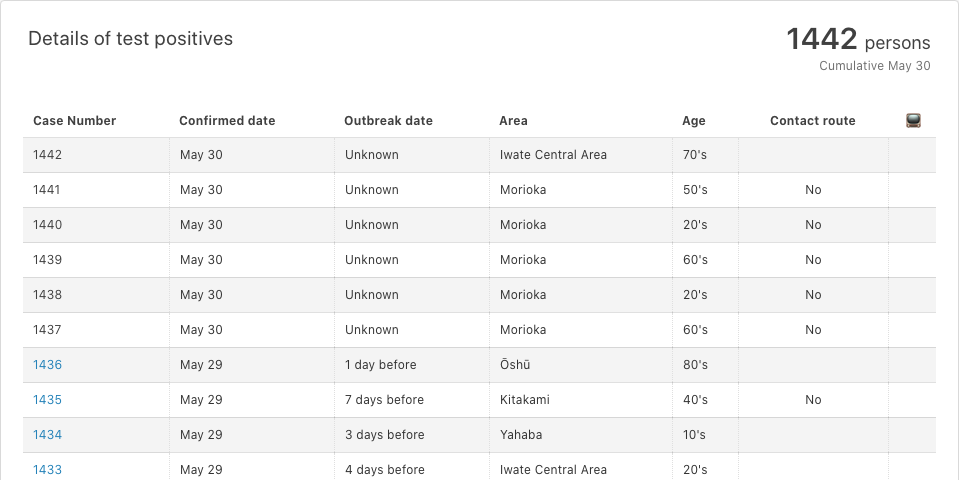 Details of test positives
1442 persons
Cumulative May 30
Case Number Confirmed date Outbreak date Area Age Contact route
1442 May 30 Unknown Iwate Central Area 70's
1441 May 30 Unknown Morioka 50's No
1440 May 30 Unknown Morioka 20's No
1439 May 30 Unknown Morioka 60's No
1438 May 30 Unknown Morioka 20's No
1437 May 30 Unknown Morioka 60's No
1436 May 29 1 day before Ōshū 80's
1435 May 29 7 days before Kitakami 40's No
1434 May 29 3 days before Yahaba 10's
1433 May 29 4 days before Iwate Central Area 20's